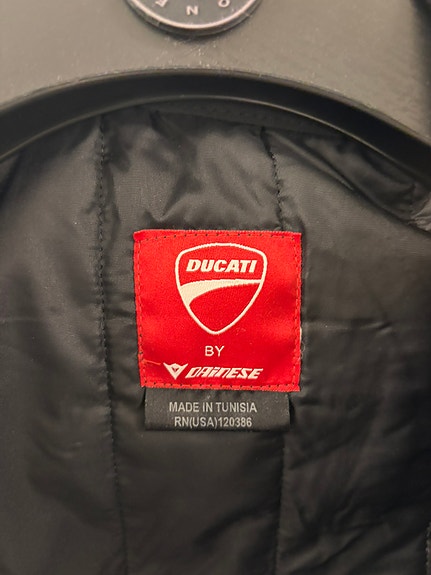 DUCATI
BY
DAINESE
MADE IN TUNISIA
RN(USA)120386